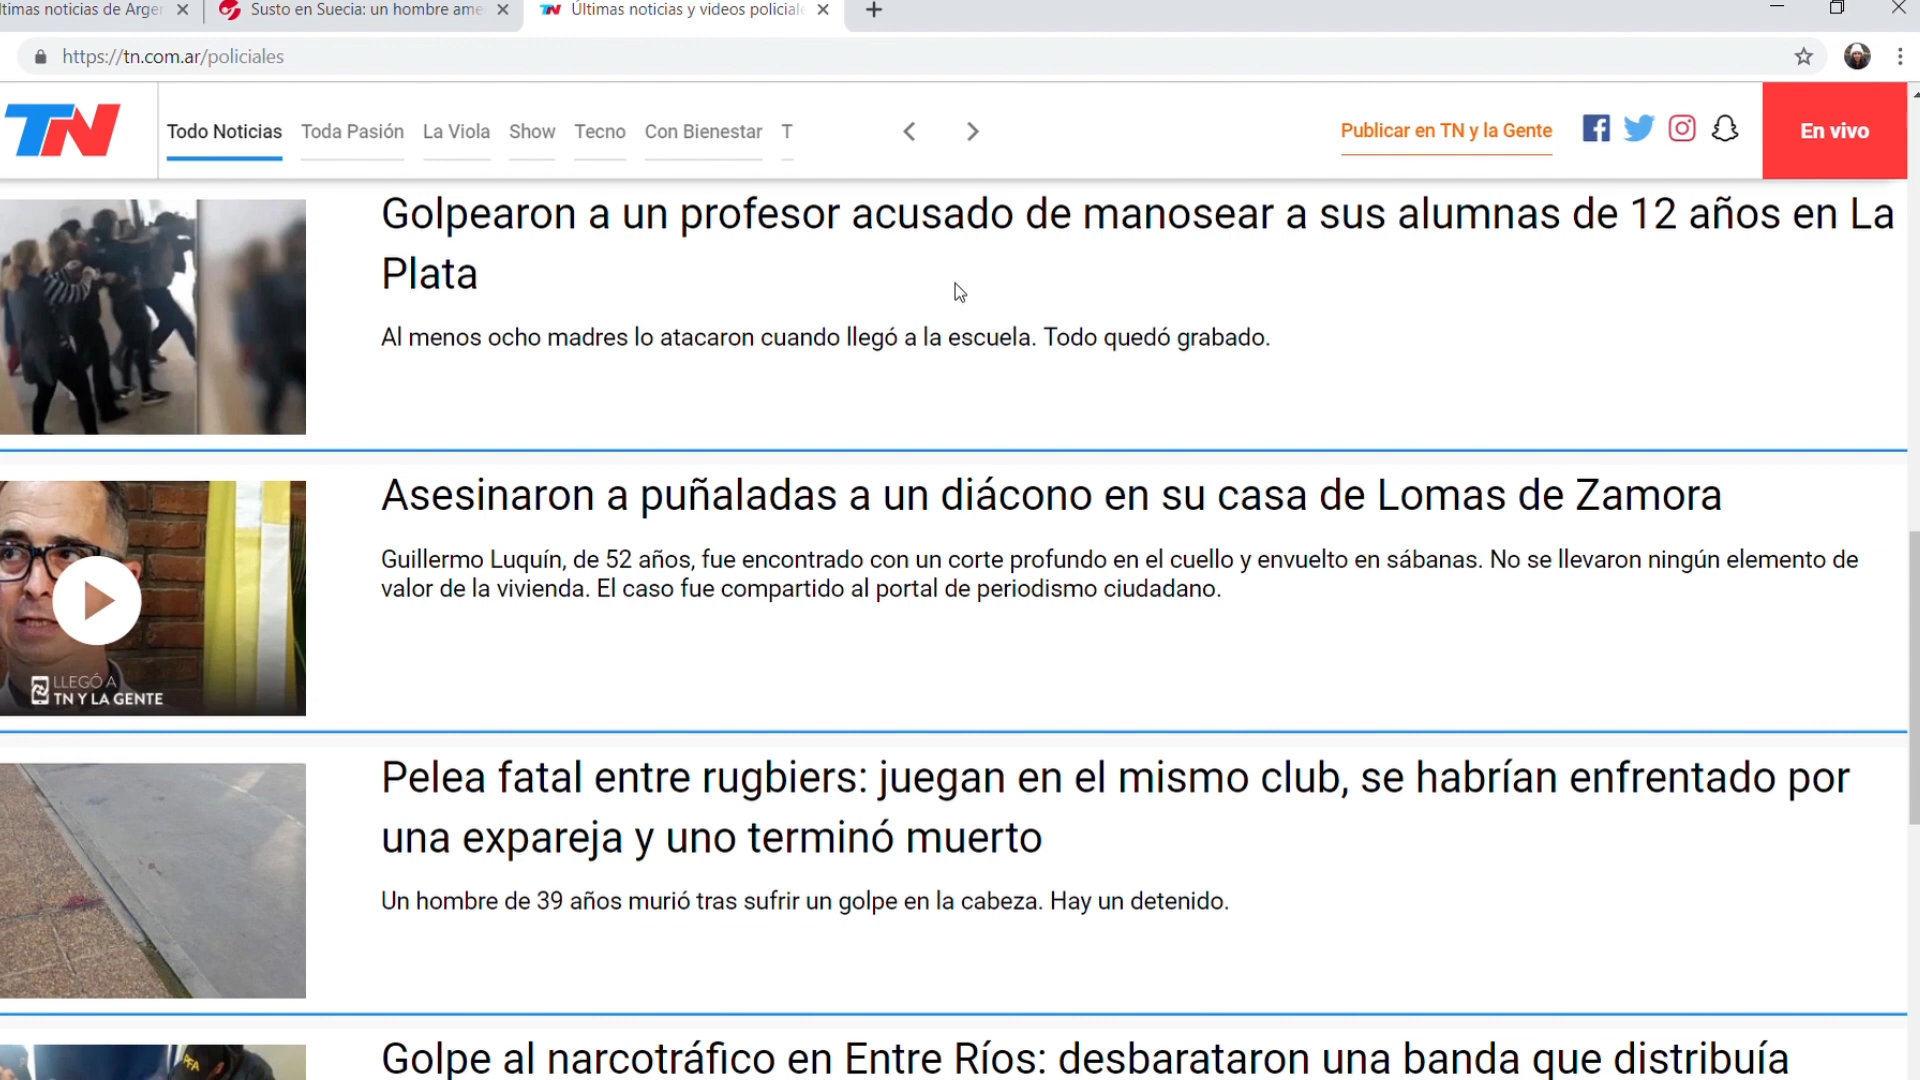 ltimas noticias de Argen
Susto en Suecia: un hombre ame
Últimas noticias y videos policiale
https://tn.com.ar/policiales
TN
Todo Noticias
Toda Pasión
La Viola
Show
Tecno
Con Bienestar
T
Publicar en TN y la Gente
En vivo
Golpearon a un profesor acusado de manosear a sus alumnas de 12 años en La
Plata
Al menos ocho madres lo atacaron cuando llegó a la escuela. Todo quedó grabado.
Asesinaron a puñaladas a un diácono en su casa de Lomas de Zamora
Guillermo Luquín, de 52 años, fue encontrado con un corte profundo en el cuello y envuelto en sábanas. No se llevaron ningún elemento de
valor de la vivienda. El caso fue compartido al portal de periodismo ciudadano.
LLEGÓ A
TN Y LA GENTE
Pelea fatal entre rugbiers: juegan en el mismo club, se habrían enfrentado por
una expareja y uno terminó muerto
Un hombre de 39 años murió tras sufrir un golpe en la cabeza. Hay un detenido.
PFA
Golpe al narcotráfico en Entre Ríos: desbarataron una banda que distribuía